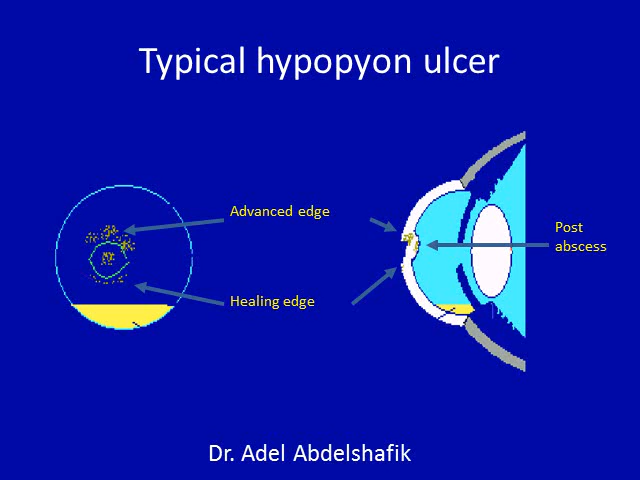 Typical hypopyon ulcer
Advanced edge
Post
abscess
Healing edge
Dr. Adel Abdelshafik